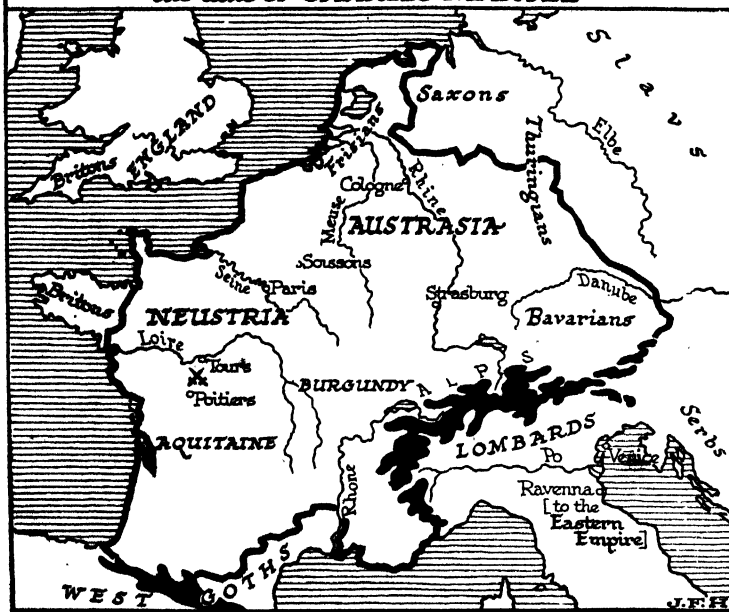 Slavs
Saxons
ENGLAND
Britons
Frisians
Thuringians
Elbe
Cologne
Rhine
Meuse
AUSTRASIA
Soissons
Seine
Paris
Britons
NEUSTRIA
Strasburg
Danube
Bavarians
Loire
Tours
Poitiers
BURGUNDY
ALPS
AQUITAINE
LOMBARDS
Serbs
Po
Venice
Rhone
Ravenna
[to the
Eastern
Empire]
WEST GOTHS
J.F.H